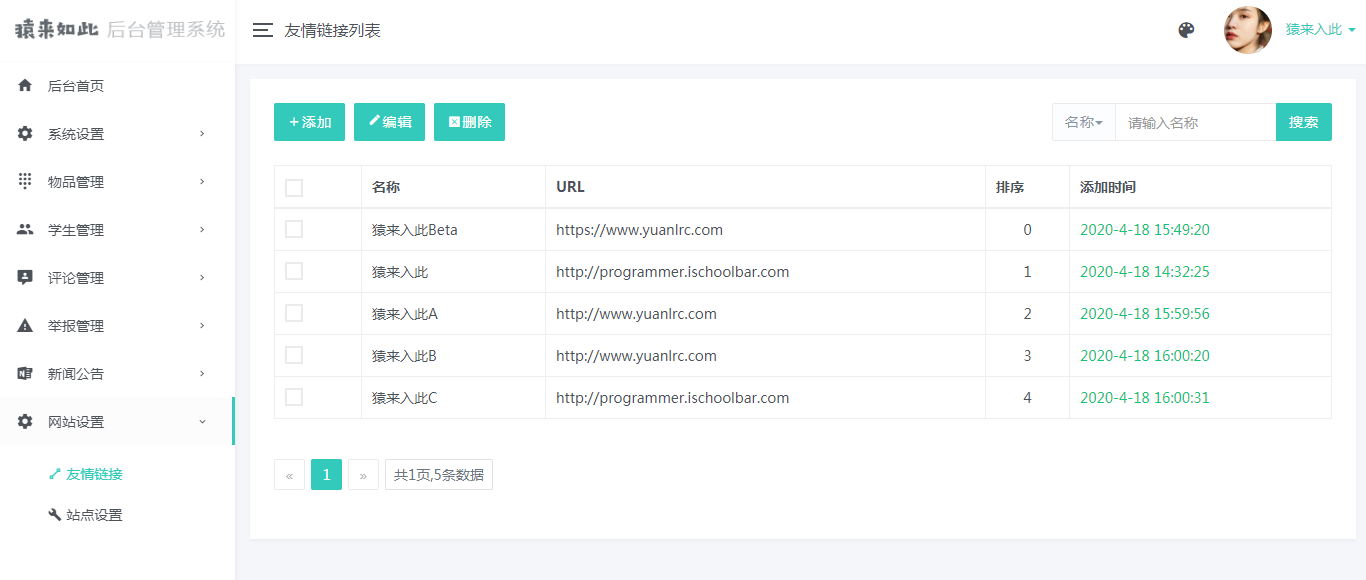 猿来如此 后台管理系统
友情链接列表
猿来入此
后台首页
系统设置
物品管理
学生管理
评论管理
举报管理
新闻公告
网站设置
友情链接
站点设置
+添加 编辑 删除
名称 请输入名称 搜索
名称 URL 排序 添加时间
猿来入此Beta https://www.yuanlrc.com 0 2020-4-18 15:49:20
猿来入此 http://programmer.ischoolbar.com 1 2020-4-18 14:32:25
猿来入此A http://www.yuanlrc.com 2 2020-4-18 15:59:56
猿来入此B http://www.yuanlrc.com 3 2020-4-18 16:00:20
猿来入此C http://programmer.ischoolbar.com 4 2020-4-18 16:00:31
« 1 » 共1页,5条数据